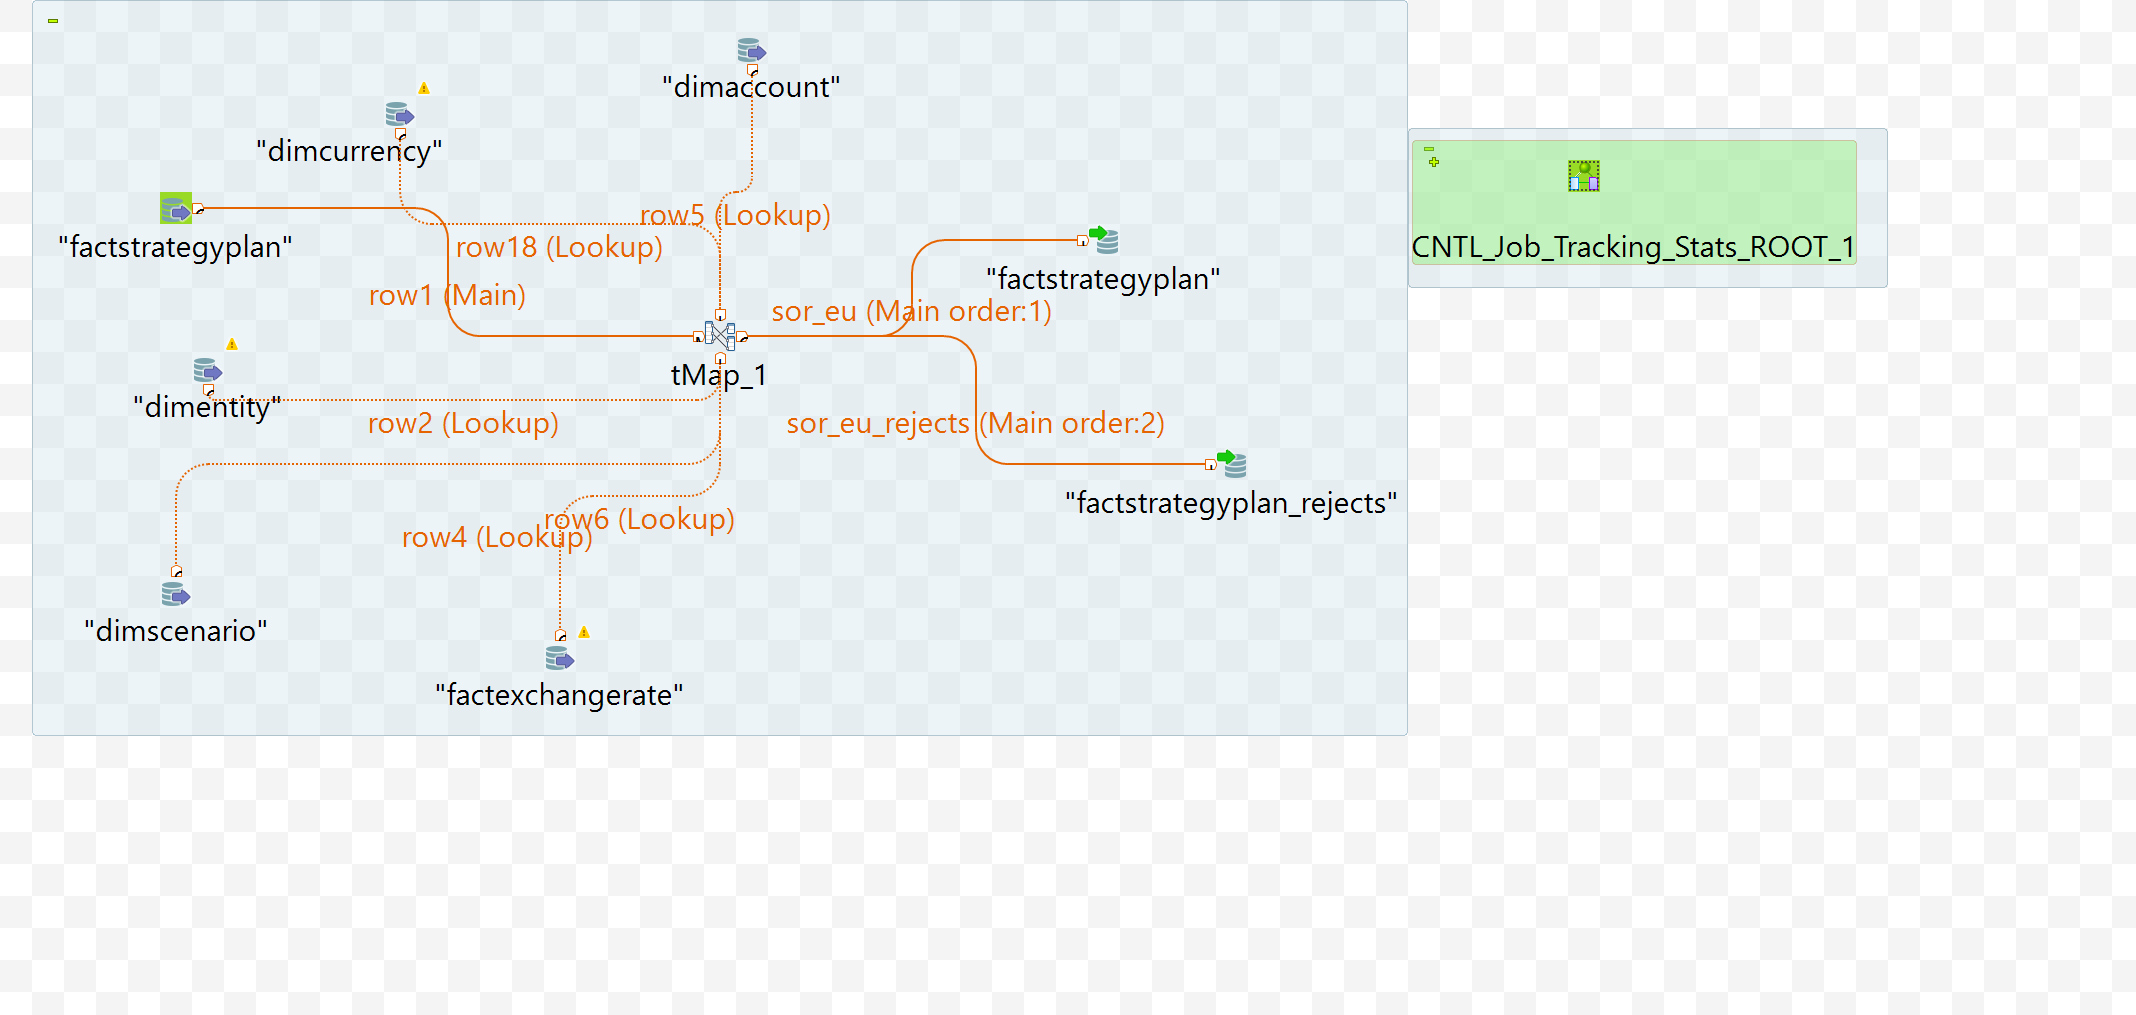 "dimaccount"
"dimcurrency"
row5 (Lookup)
"factstrategyplan"
row18 (Lookup)
CNTL_Job_Tracking_Stats_ROOT_1
"factstrategyplan"
row1 (Main)
sor_eu (Main order:1)
tMap_1
"dimentity"
row2 (Lookup)
sor_eu_rejects (Main order:2)
"factstrategyplan_rejects"
row6 (Lookup)
row4 (Lookup)
"dimscenario"
"factexchangerate"